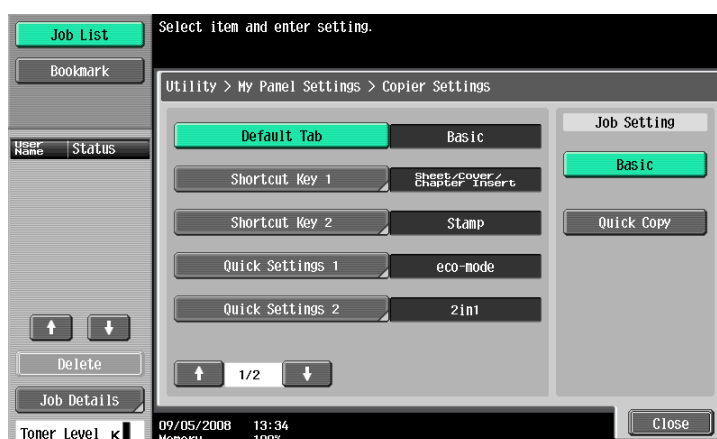 Job List
Bookmark
User Name Status
Delete
Job Details
Toner Level K
Select item and enter setting.
Utility > My Panel Settings > Copier Settings
Default Tab Basic
Shortcut Key 1 Sheet/Cover/
Chapter Insert
Shortcut Key 2 Stamp
Quick Settings 1 eco-mode
Quick Settings 2 2in1
1/2
Job Setting
Basic
Quick Copy
09/05/2008 13:34
Memory 100%
Close